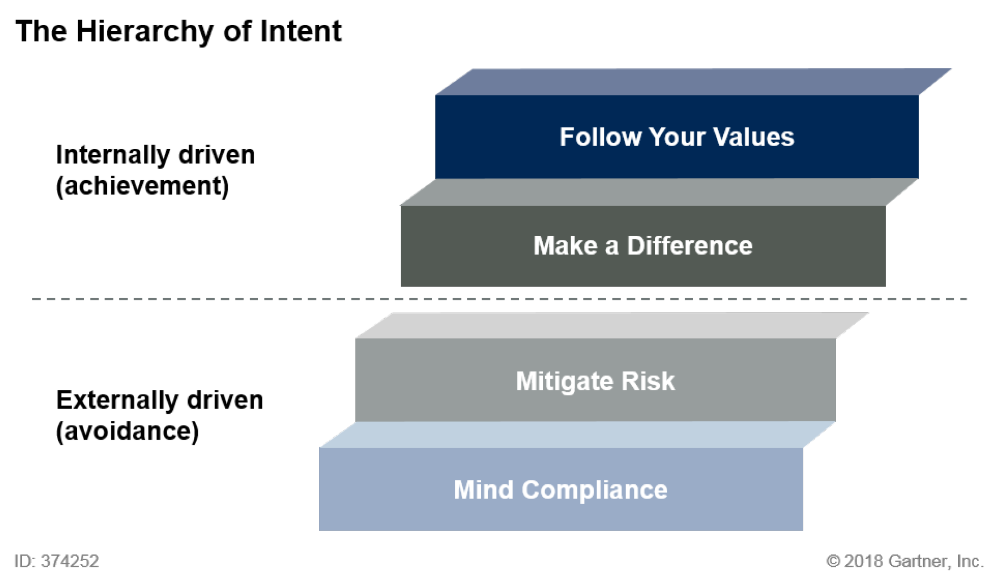 The Hierarchy of Intent
Follow Your Values
Internally driven
(achievement)
Make a Difference
Mitigate Risk
Externally driven
(avoidance)
Mind Compliance
ID: 374252
© 2018 Gartner, Inc.